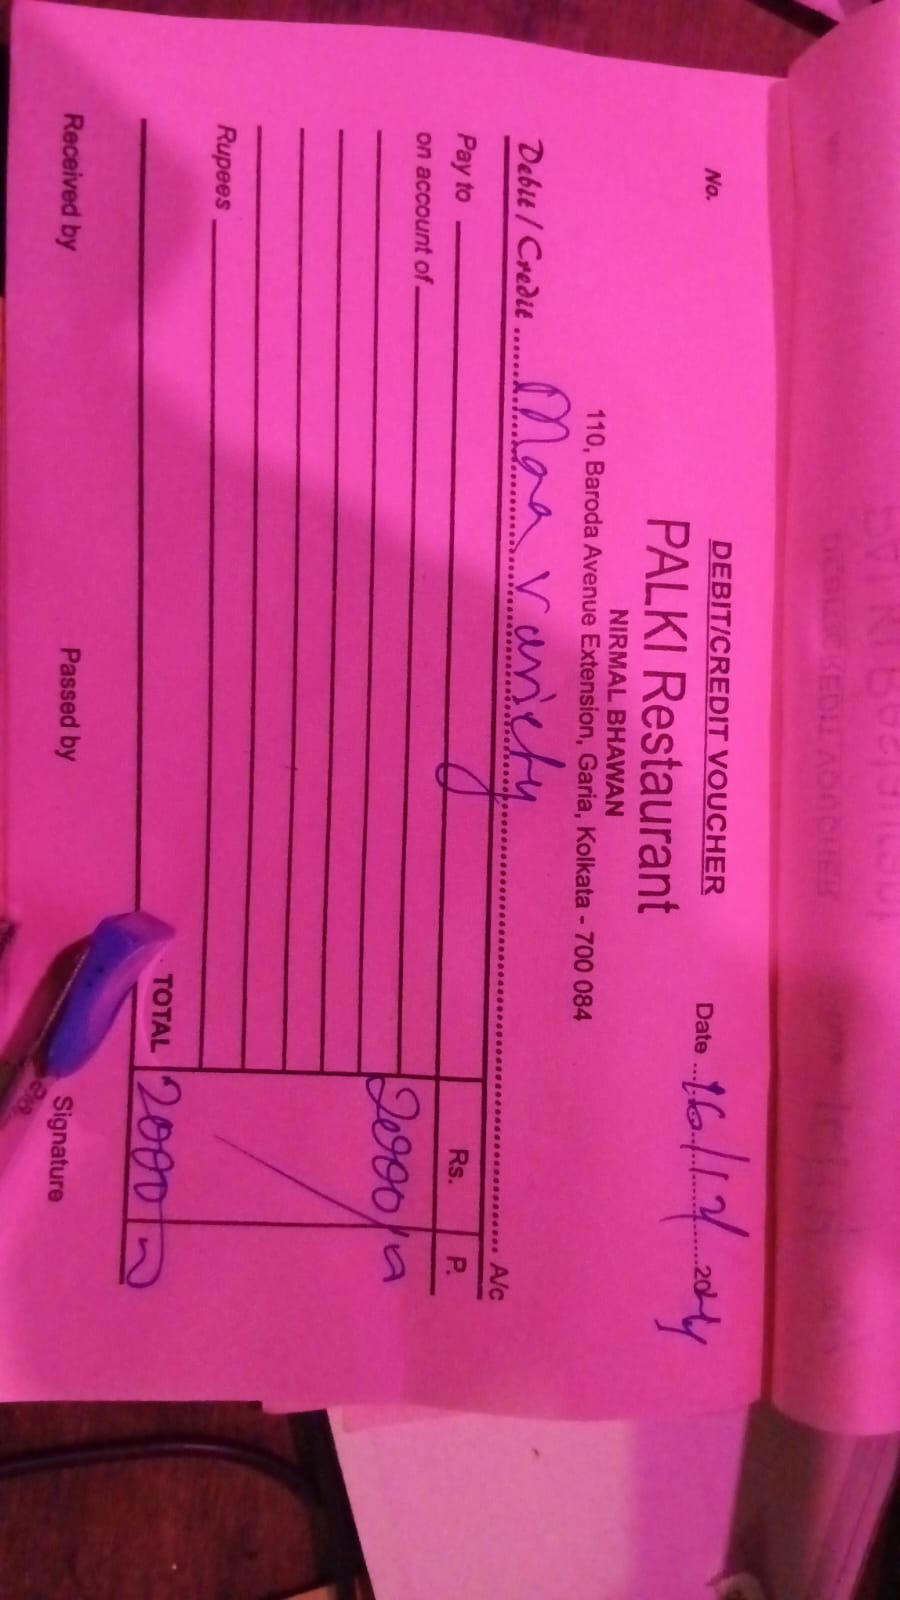 DEBIT/CREDIT VOUCHER
PALKI Restaurant
NIRMAL BHAWAN
110, Baroda Avenue Extension, Garia, Kolkata - 700 084
No.
Date ...16/12/...2024
Debit / Credit ...... Maa variety ...... A/c
Pay to
Rs. P.
on account of
2000/-
Rupees
TOTAL 2000/-
Received by Passed by Signature